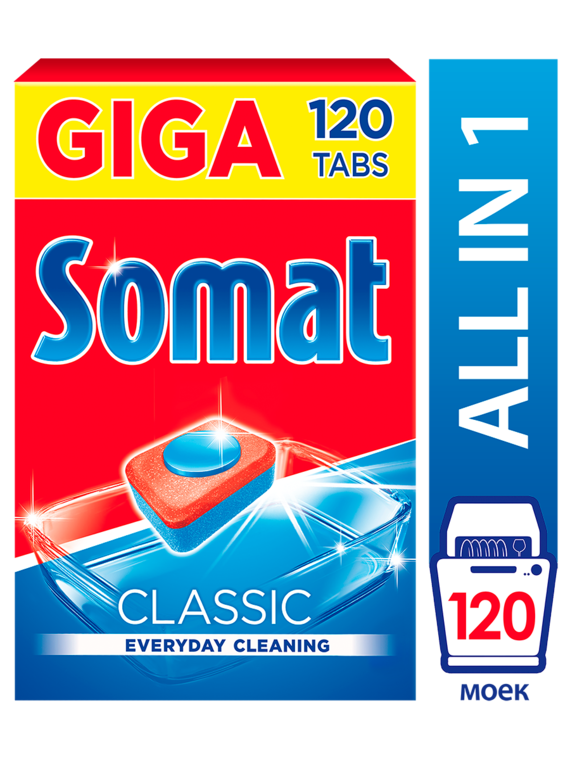 GIGA
120
TABS
Somat
CLASSIC
EVERYDAY CLEANING
ALL IN 1
120
моек